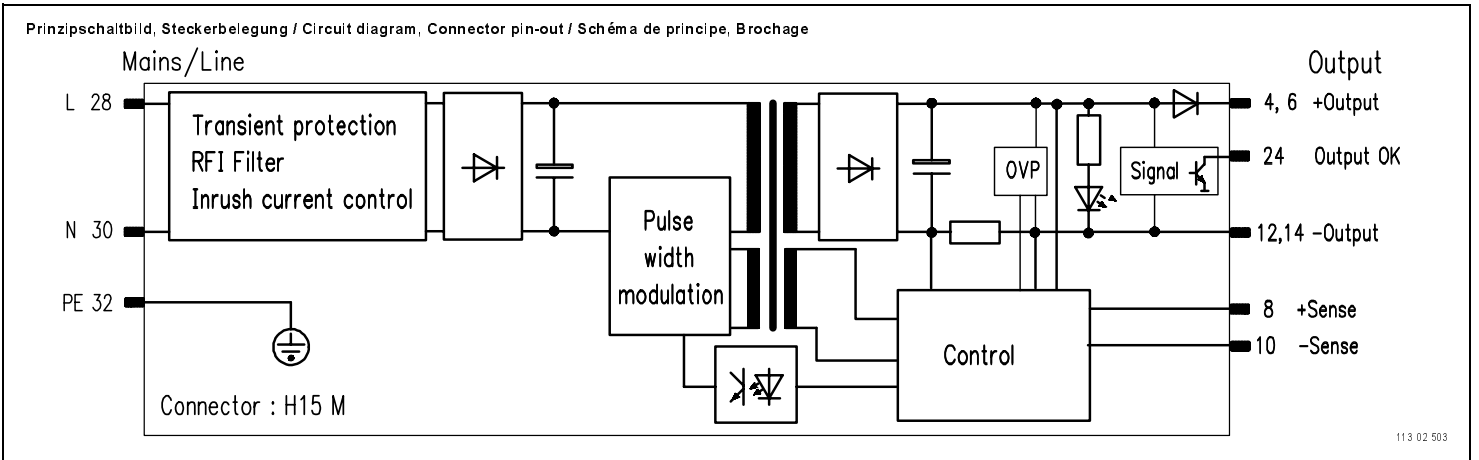 Prinzipschaltbild, Steckerbelegung / Circuit diagram, Connector pin-out / Schéma de principe, Brochage
Mains/Line
Output
L 28
4, 6 +Output
Transient protection
RFI Filter
Inrush current control
OVP
Signal
24 Output OK
N 30
12,14 -Output
Pulse
width
modulation
PE 32
8 +Sense
10 -Sense
Control
Connector : H15 M
113 02 503